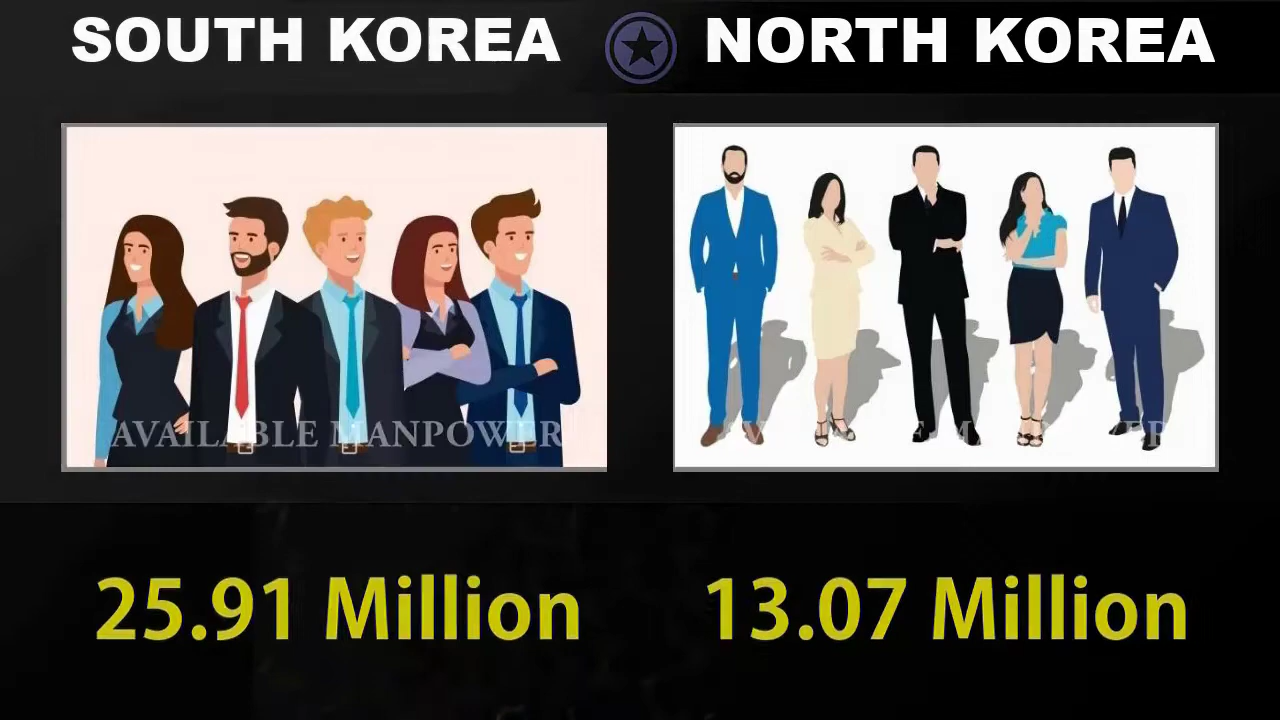 SOUTH KOREA
NORTH KOREA
AVAILABLE MANPOWER
25.91 Million
13.07 Million